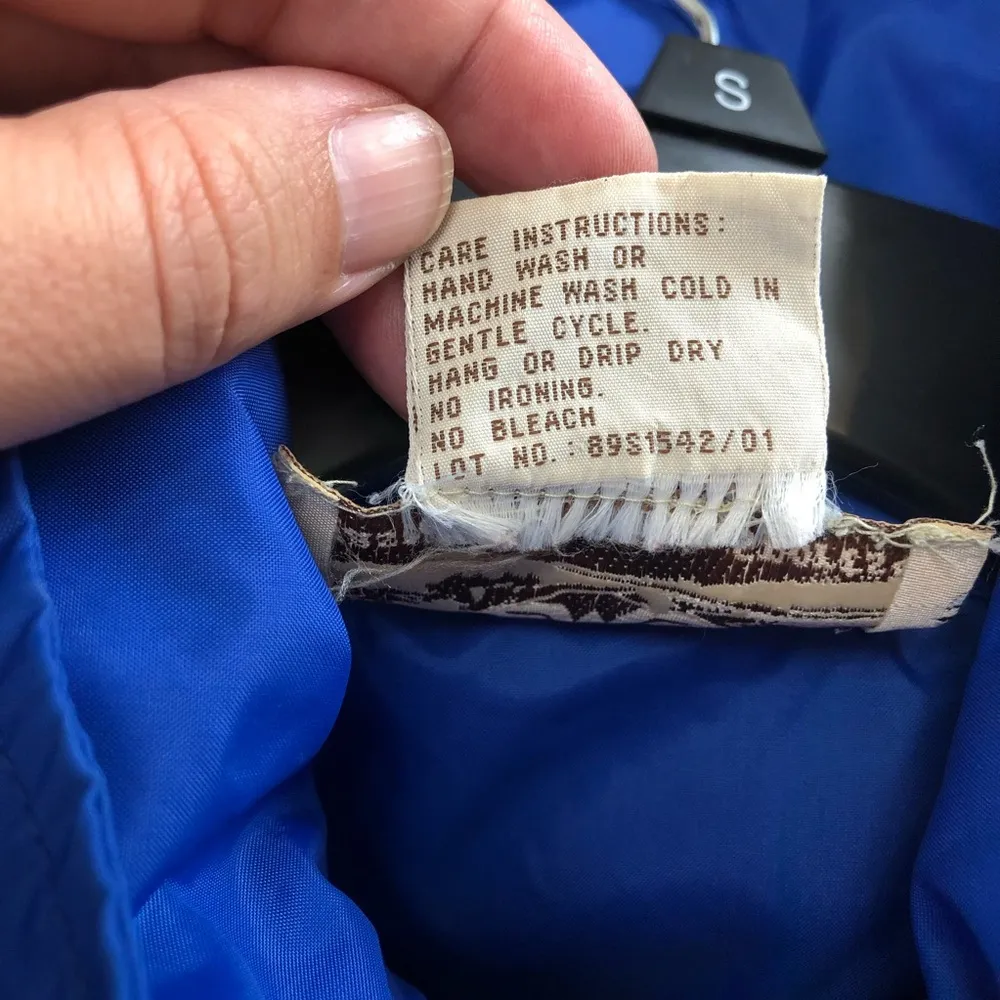 S
CARE INSTRUCTIONS:
HAND WASH OR
MACHINE WASH COLD IN
GENTLE CYCLE.
HANG OR DRIP DRY
NO IRONING.
NO BLEACH
LOT NO.: 89S1542/01